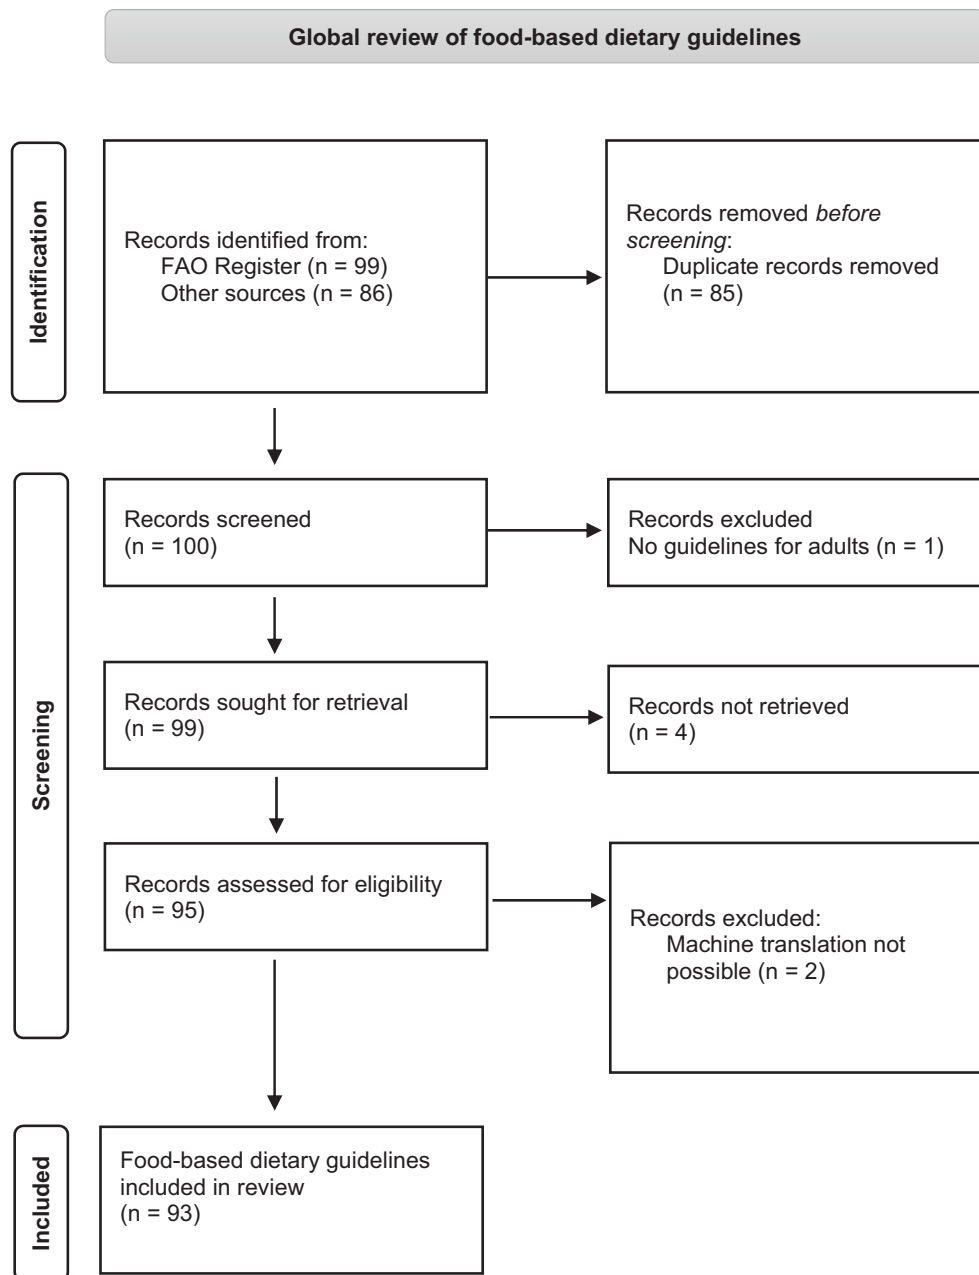 Global review of food-based dietary guidelines
Identification
Records identified from:
FAO Register (n = 99)
Other sources (n = 86)
Records removed before
screening:
Duplicate records removed
(n = 85)
Screening
Records screened
(n = 100)
Records excluded
No guidelines for adults (n = 1)
Records sought for retrieval
(n = 99)
Records not retrieved
(n = 4)
Records assessed for eligibility
(n = 95)
Records excluded:
Machine translation not
possible (n = 2)
Included
Food-based dietary guidelines
included in review
(n = 93)